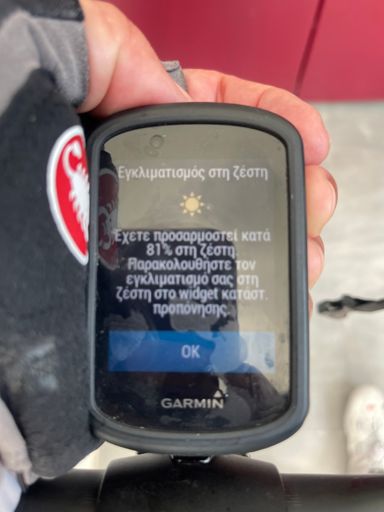 Εγκλιματισμός στη ζέστη
Έχετε προσαρμοστεί κατά
81% στη ζέστη.
Παρακολουθήστε τον
εγκλιματισμό σας στη
ζέστη στο widget κατάστ.
προπόνησης.
OK
GARMIN